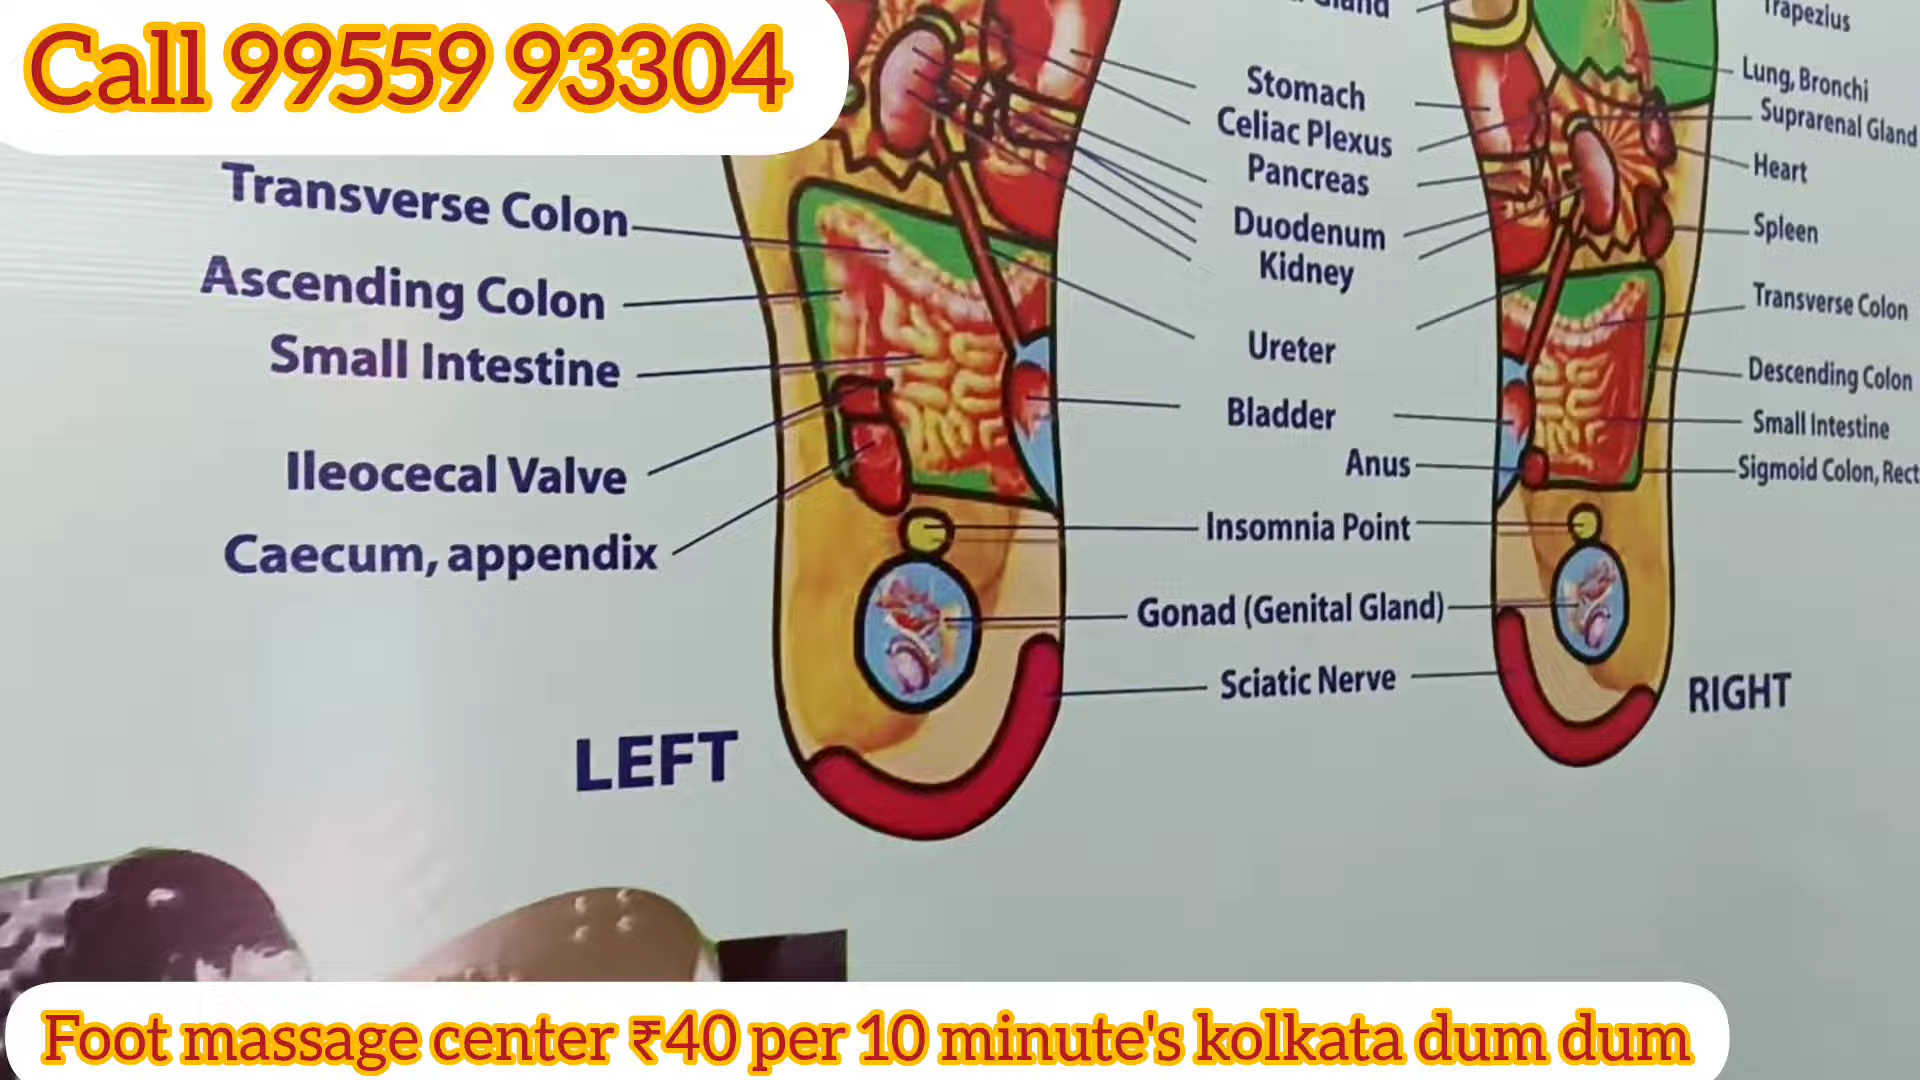 Call 99559 93304
Gland
Trapezius
Stomach
Celiac Plexus
Pancreas
Duodenum
Kidney
Ureter
Bladder
Anus
Insomnia Point
Gonad (Genital Gland)
Sciatic Nerve
Transverse Colon
Ascending Colon
Small Intestine
Ileocecal Valve
Caecum, appendix
LEFT
Lung, Bronchi
Suprarenal Gland
Heart
Spleen
Transverse Colon
Descending Colon
Small Intestine
Sigmoid Colon, Rect
RIGHT
Foot massage center ₹40 per 10 minute's kolkata dum dum